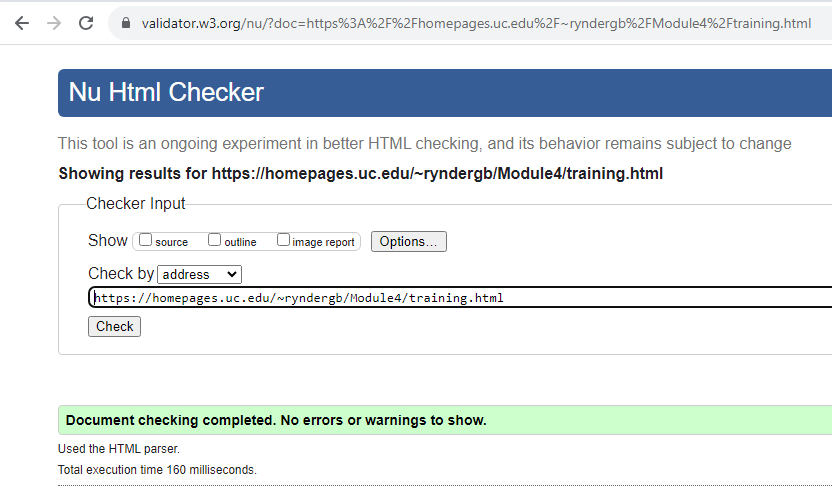 validator.w3.org/nu/?doc=https%3A%2F%2Fhomepages.uc.edu%2F~ryndergb%2FModule4%2Ftraining.html
Nu Html Checker
This tool is an ongoing experiment in better HTML checking, and its behavior remains subject to change
Showing results for https://homepages.uc.edu/~ryndergb/Module4/training.html
Checker Input
Show source outline image report Options...
Check by address
https://homepages.uc.edu/~ryndergb/Module4/training.html
Check
Document checking completed. No errors or warnings to show.
Used the HTML parser.
Total execution time 160 milliseconds.